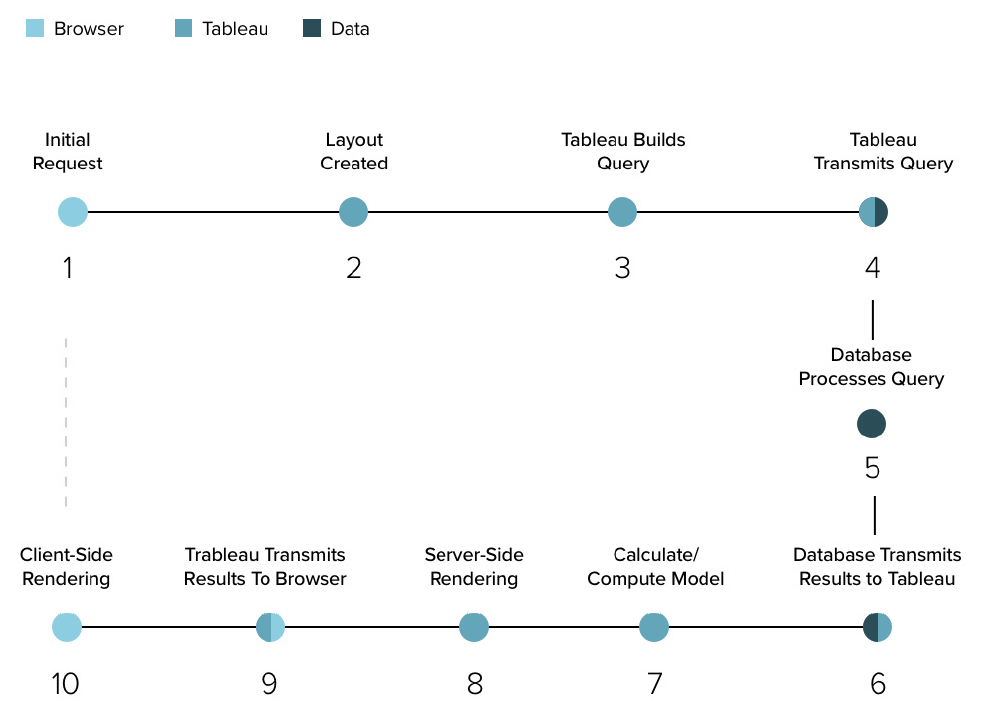 Browser
Tableau
Data
Initial
Request
Layout
Created
Tableau Builds
Query
Tableau
Transmits Query
1
2
3
4
Database
Processes Query
5
Client-Side
Rendering
Trableau Transmits
Results To Browser
Server-Side
Rendering
Calculate/
Compute Model
Database Transmits
Results to Tableau
10
9
8
7
6